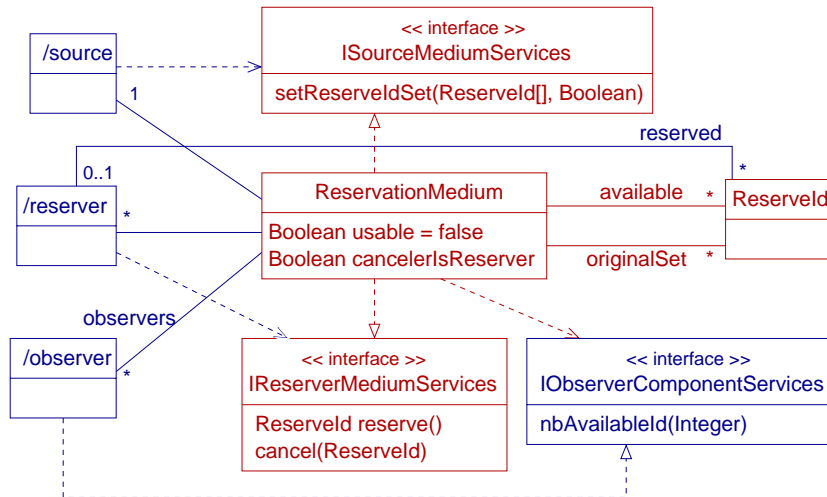 << interface >>
/source
ISourceMediumServices
setReserveIdSet(ReserveId[], Boolean)
1
reserved
0..1
*
/reserver
*
ReservationMedium
available
*
ReserveId
Boolean usable = false
Boolean cancelerIsReserver
originalSet
*
observers
/observer
*
<< interface >>
IReserverMediumServices
ReserveId reserve()
cancel(ReserveId)
<< interface >>
IObserverComponentServices
nbAvailableId(Integer)